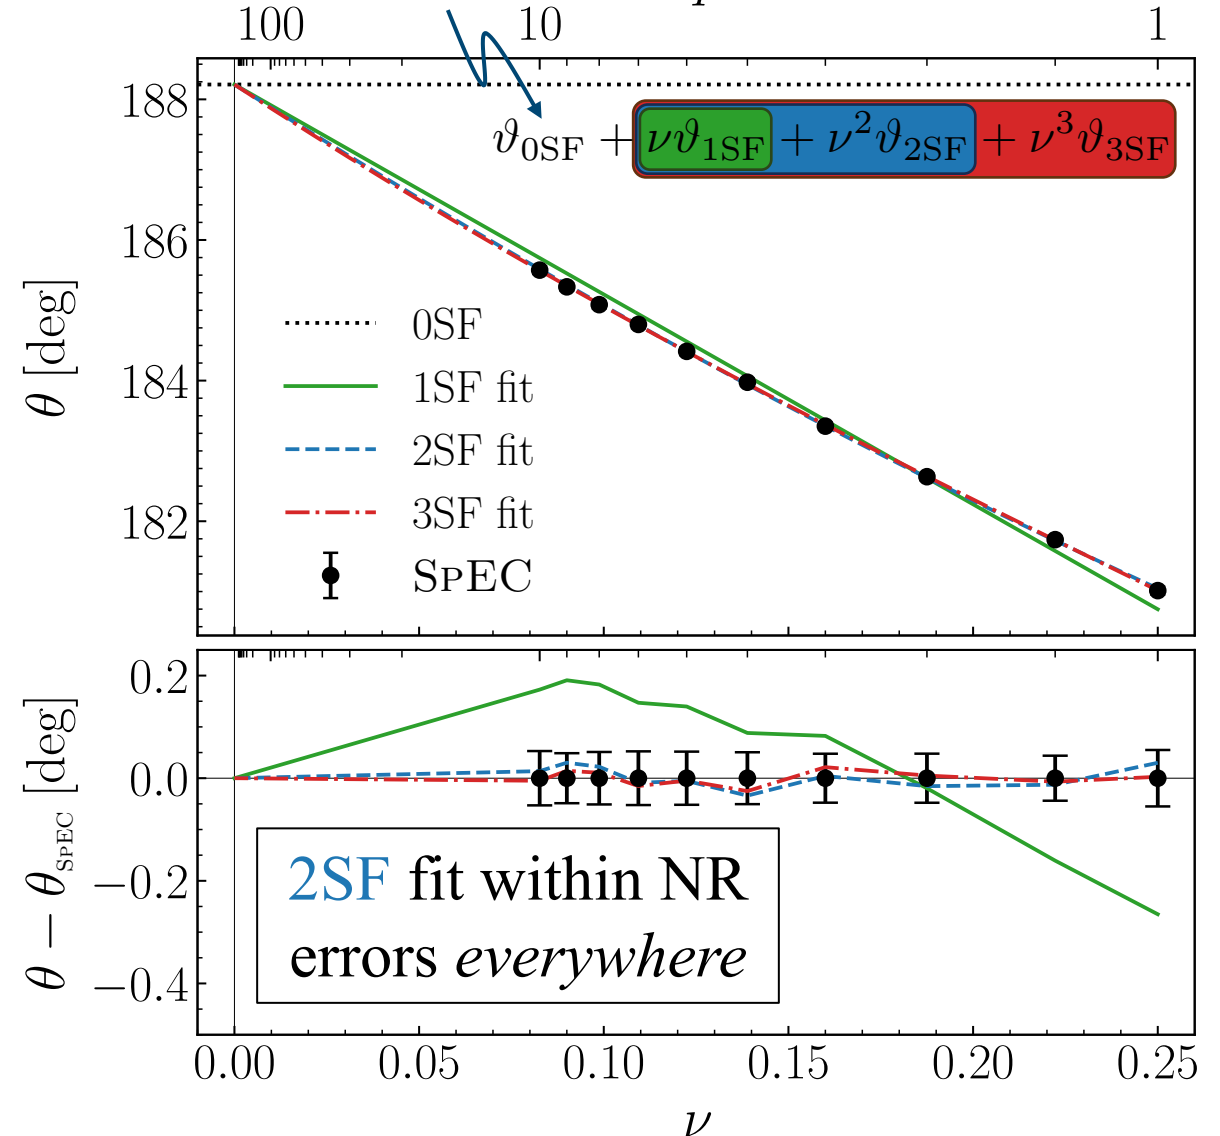 q
100 10 1
188
ϑ0SF + νϑ1SF + ν²ϑ2SF + ν³ϑ3SF
186
184
182
θ [deg]
0SF
1SF fit
2SF fit
3SF fit
SPEC
0.2
0.0
−0.2
−0.4
θ − θSPEC [deg]
2SF fit within NR
errors everywhere
0.00 0.05 0.10 0.15 0.20 0.25
ν